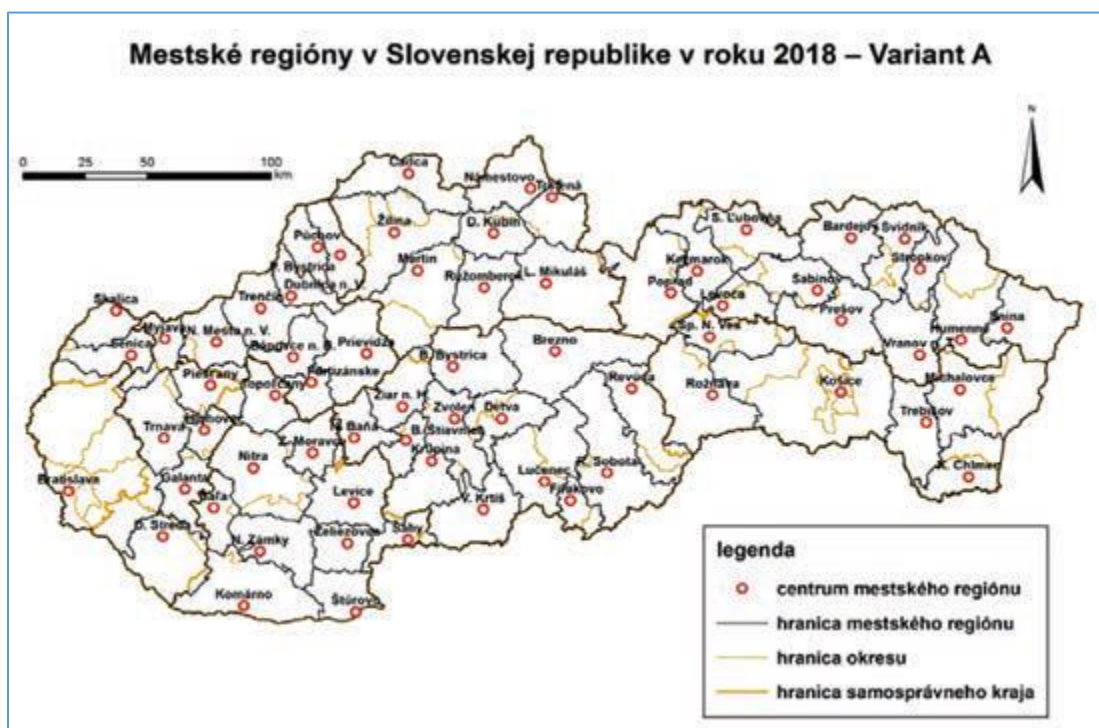 Mestské regióny v Slovenskej republike v roku 2018 – Variant A
N
0 25 50 100
km
Čadca
Námestovo
Trstená
Žilina
D. Kubín
Púchov
P. Bystrica
Martin
Ružomberok
L. Mikuláš
Dubnica n. V.
Trenčín
S. Ľubovňa
Bardejov
Svidník
Stropkov
Kežmarok
Poprad
Levoča
Sabinov
Prešov
Sp. N. Ves
Snina
Humenné
Vranov n. T.
Michalovce
Skalica
Myjava
N. Mesto n. V.
Senica
Bánovce n. B.
Prievidza
Partizánske
Piešťany
Topoľčany
B. Bystrica
Brezno
Revúca
Rožňava
Košice
Trebišov
K. Chlmec
Žiar n. H.
Zvolen
Detva
B. Štiavnica
Krupina
Trnava
Hlohovec
Nitra
Z. Moravce
N. Baňa
Lučenec
R. Sobota
Fiľakovo
V. Krtíš
Bratislava
Galanta
Šaľa
Levice
D. Streda
N. Zámky
Želiezovce
Šahy
Komárno
Štúrovo
legenda
centrum mestského regiónu
hranica mestského regiónu
hranica okresu
hranica samosprávneho kraja